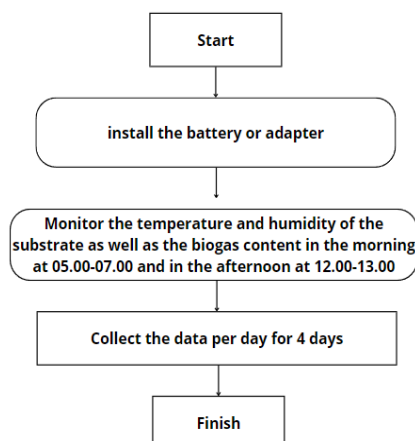 Start
install the battery or adapter
Monitor the temperature and humidity of the
substrate as well as the biogas content in the morning
at 05.00-07.00 and in the afternoon at 12.00-13.00
Collect the data per day for 4 days
Finish